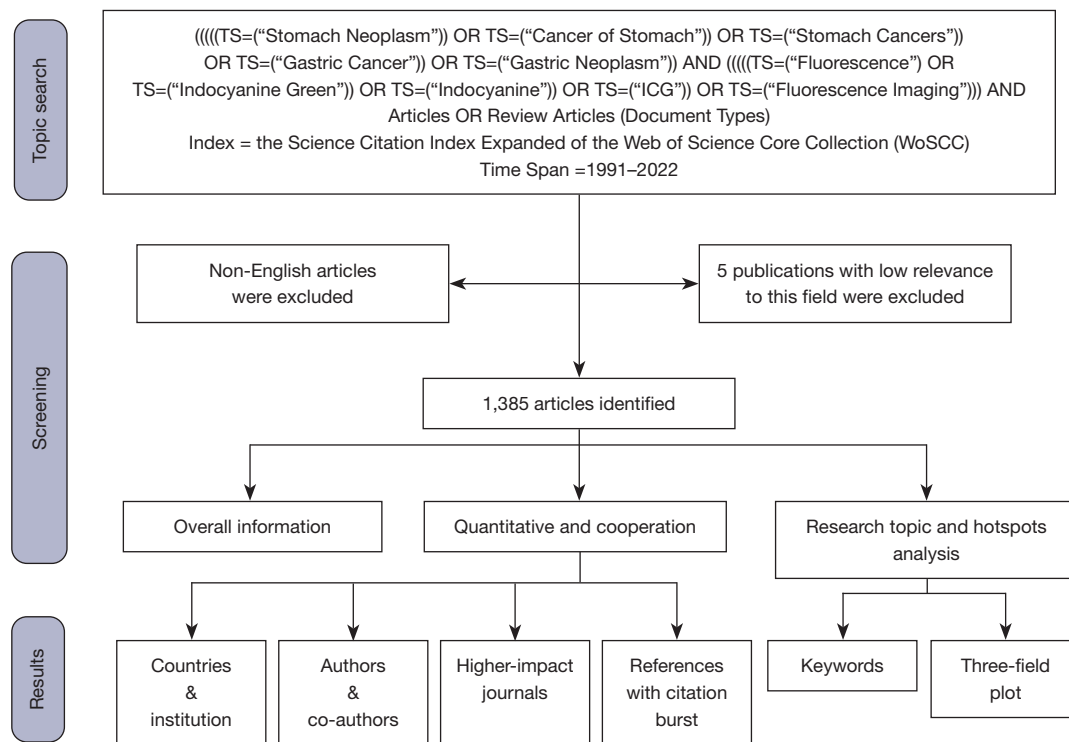 Topic search
(((((TS=(“Stomach Neoplasm”)) OR TS=(“Cancer of Stomach”)) OR TS=(“Stomach Cancers”))
OR TS=(“Gastric Cancer”)) OR TS=(“Gastric Neoplasm”)) AND (((((TS=(“Fluorescence”) OR
TS=(“Indocyanine Green”)) OR TS=(“Indocyanine”)) OR TS=(“ICG”)) OR TS=(“Fluorescence Imaging”))) AND
Articles OR Review Articles (Document Types)
Index = the Science Citation Index Expanded of the Web of Science Core Collection (WoSCC)
Time Span =1991–2022
Screening
Non-English articles
were excluded
5 publications with low relevance
to this field were excluded
1,385 articles identified
Overall information
Quantitative and cooperation
Research topic and hotspots
analysis
Results
Countries
&
institution
Authors
&
co-authors
Higher-impact
journals
References
with citation
burst
Keywords
Three-field
plot